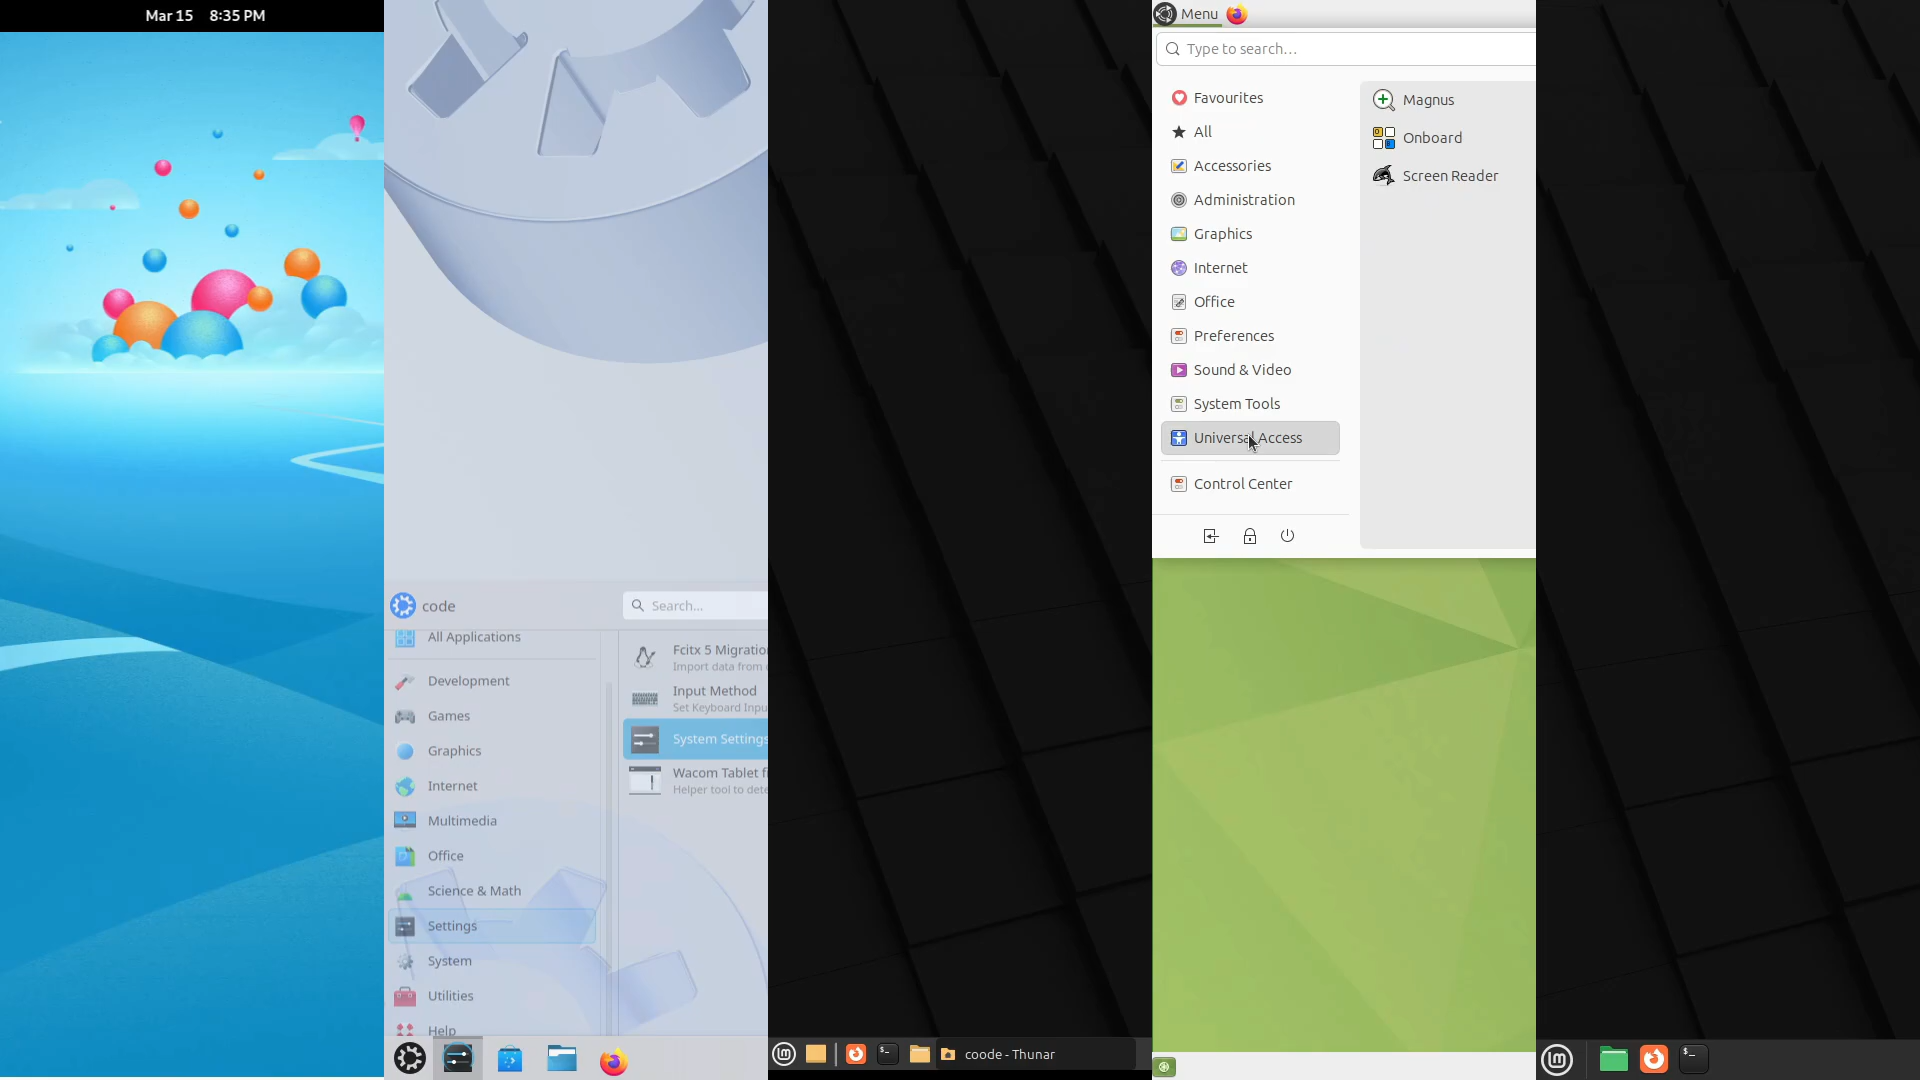 Mar 15 8:35 PM
code
Search...
All Applications
Development
Games
Graphics
Internet
Multimedia
Office
Science & Math
Settings
System
Utilities
Help
Fcitx 5 Migratio
Import data from
Input Method
Set Keyboard Inpu
System Settings
Wacom Tablet fi
Helper tool to dete
coode - Thunar
Menu
Type to search...
Favourites
All
Accessories
Administration
Graphics
Internet
Office
Preferences
Sound & Video
System Tools
Universal Access
Control Center
Magnus
Onboard
Screen Reader